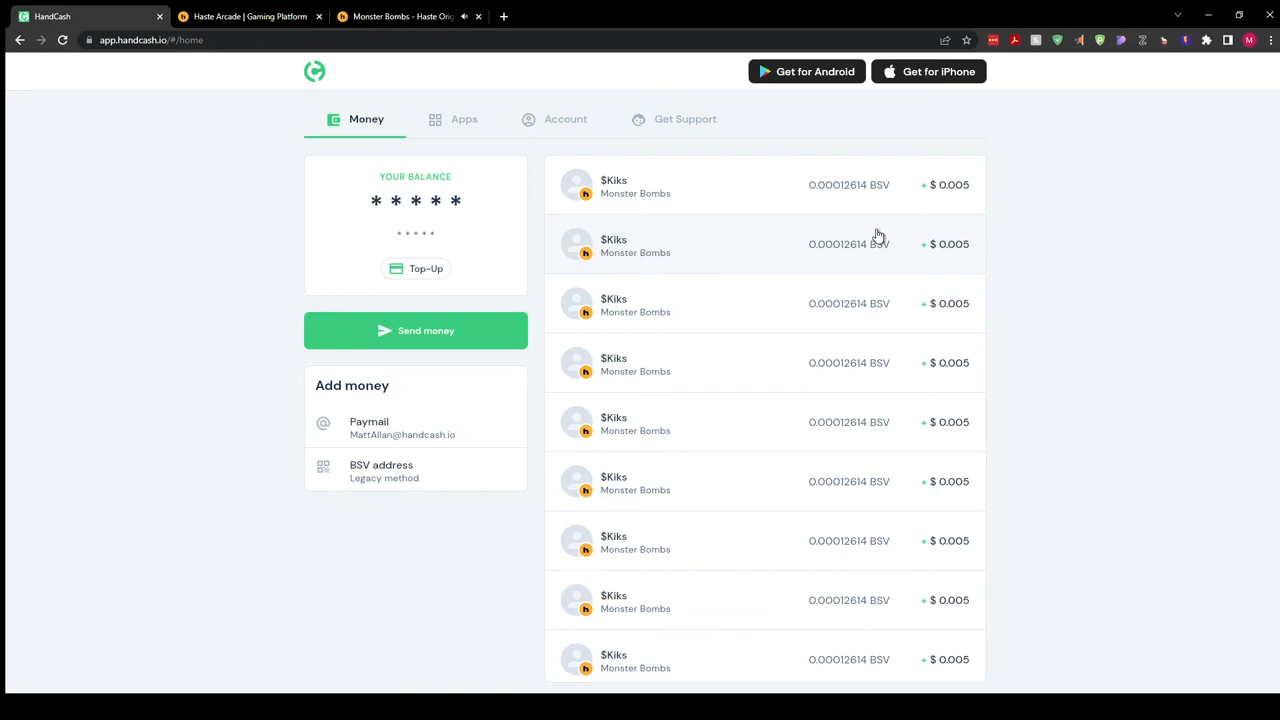 HandCash
Haste Arcade | Gaming Platform
Monster Bombs - Haste Orig
app.handcash.io/#/home
Get for Android
Get for iPhone
Money
Apps
Account
Get Support
YOUR BALANCE
* * * * *
* * * * *
Top-Up
Send money
Add money
Paymail
MattAllan@handcash.io
BSV address
Legacy method
$Kiks
Monster Bombs
0.00012614 BSV
+ $ 0.005
$Kiks
Monster Bombs
0.00012614 BSV
+ $ 0.005
$Kiks
Monster Bombs
0.00012614 BSV
+ $ 0.005
$Kiks
Monster Bombs
0.00012614 BSV
+ $ 0.005
$Kiks
Monster Bombs
0.00012614 BSV
+ $ 0.005
$Kiks
Monster Bombs
0.00012614 BSV
+ $ 0.005
$Kiks
Monster Bombs
0.00012614 BSV
+ $ 0.005
$Kiks
Monster Bombs
0.00012614 BSV
+ $ 0.005
$Kiks
Monster Bombs
0.00012614 BSV
+ $ 0.005